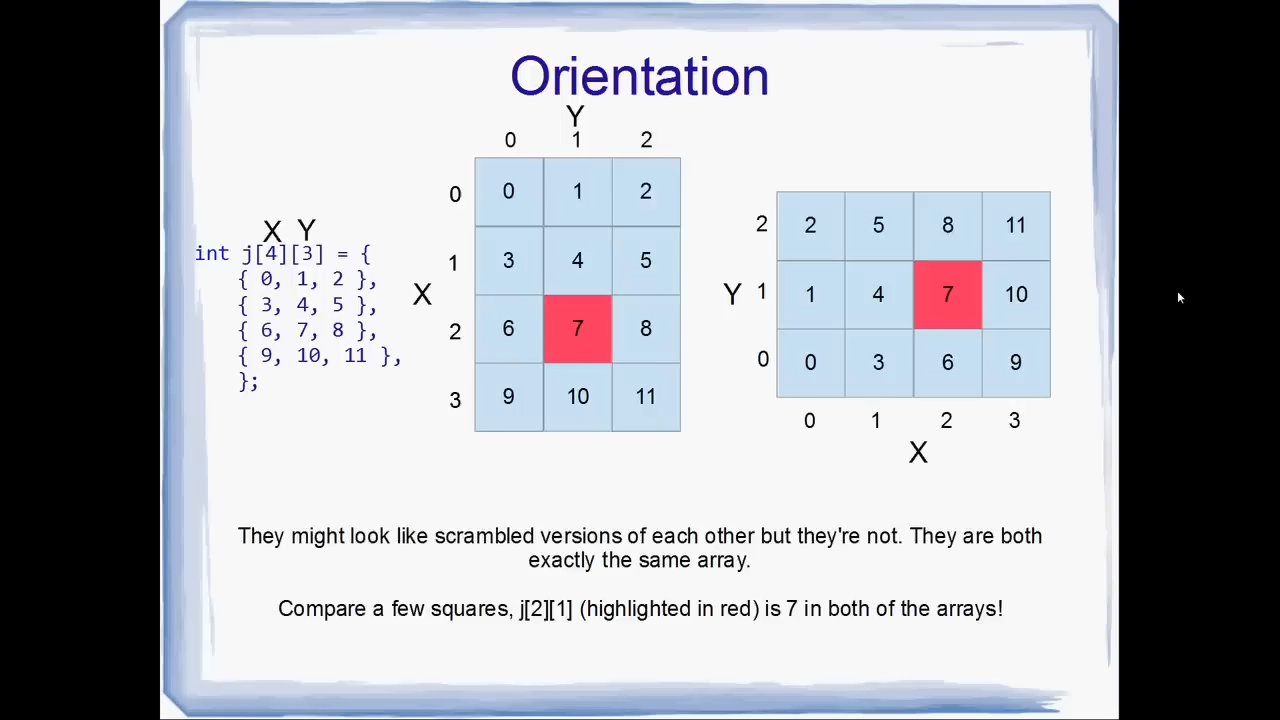 Orientation
X Y
int j[4][3] = {
{ 0, 1, 2 },
{ 3, 4, 5 },
{ 6, 7, 8 },
{ 9, 10, 11 },
};
Y
0 1 2
0 0 1 2
1 3 4 5
X
2 6 7 8
3 9 10 11
2 2 5 8 11
Y 1 1 4 7 10
0 0 3 6 9
0 1 2 3
X
They might look like scrambled versions of each other but they're not. They are both
exactly the same array.
Compare a few squares, j[2][1] (highlighted in red) is 7 in both of the arrays!